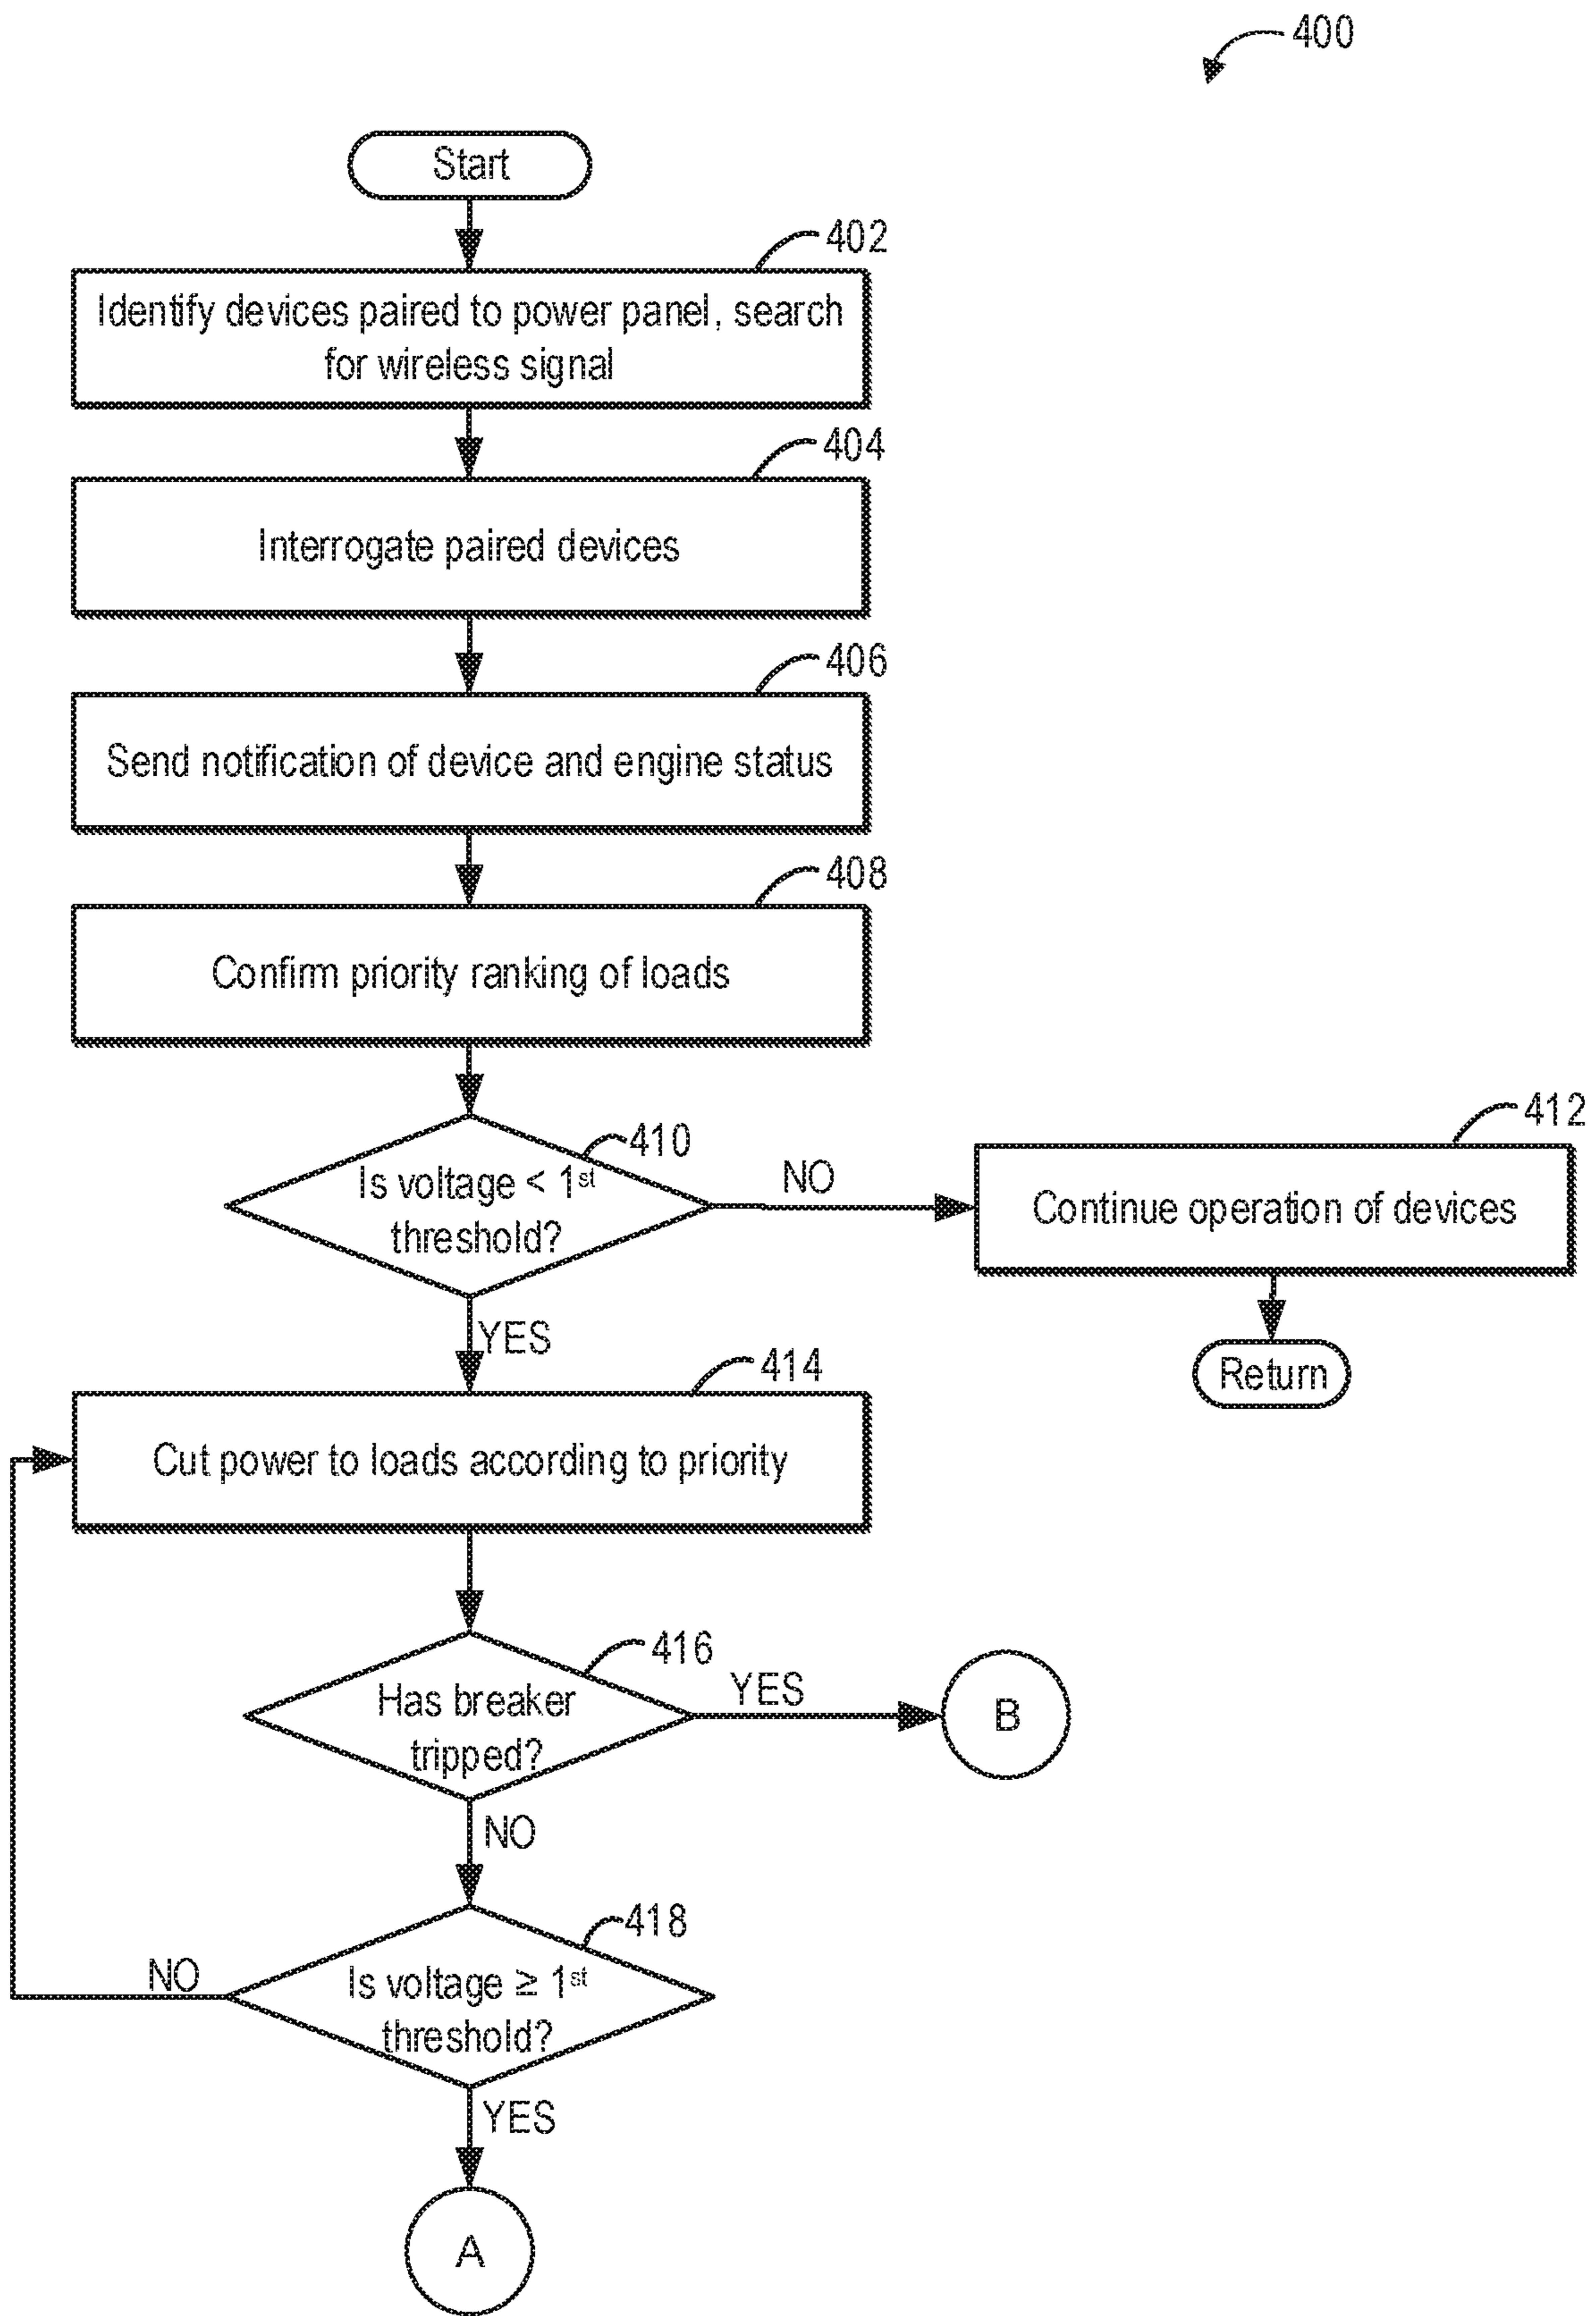 400
Start
402
Identify devices paired to power panel, search
for wireless signal
404
Interrogate paired devices
406
Send notification of device and engine status
408
Confirm priority ranking of loads
410
Is voltage < 1st
threshold?
NO
412
Continue operation of devices
Return
YES
414
Cut power to loads according to priority
416
Has breaker
tripped?
YES
B
NO
418
Is voltage ≥ 1st
threshold?
NO
YES
A